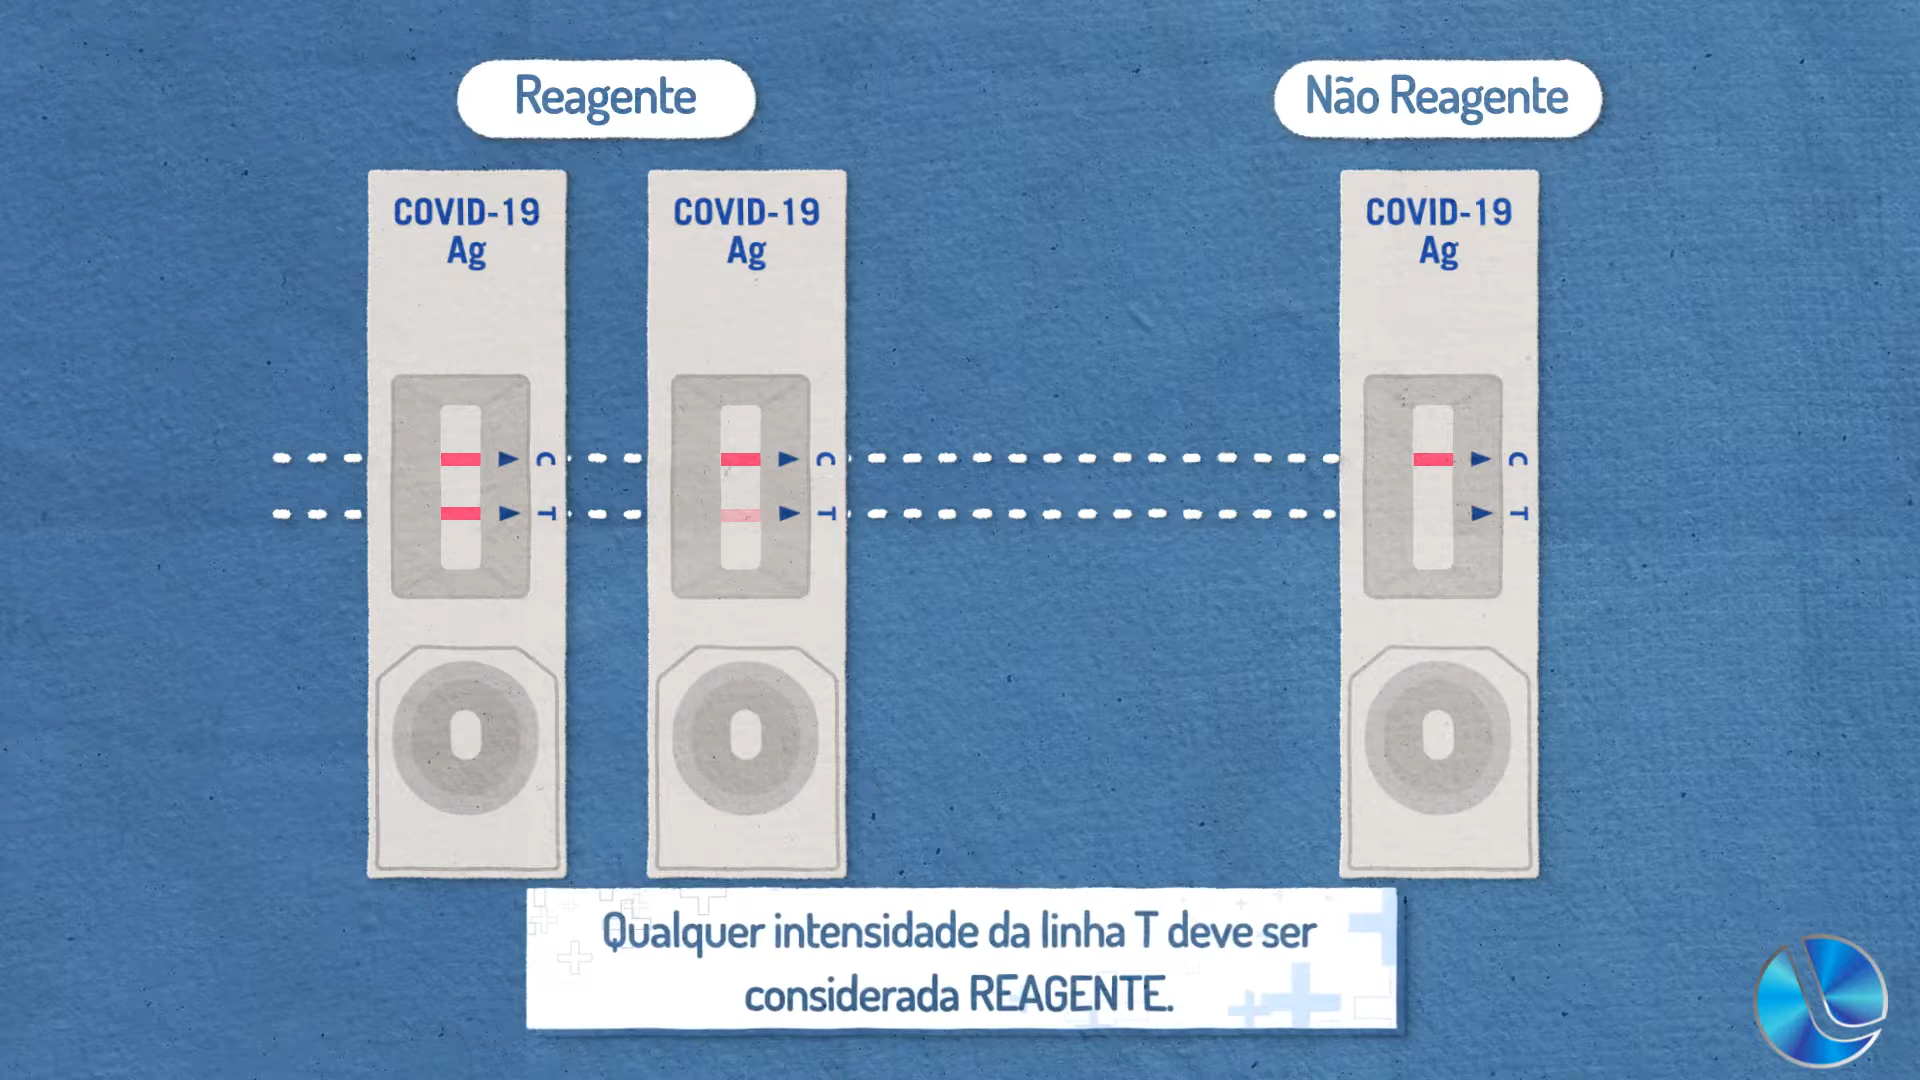 Reagente
Não Reagente
COVID-19
Ag
COVID-19
Ag
COVID-19
Ag
C
T
C
T
C
T
Qualquer intensidade da linha T deve ser
considerada REAGENTE.